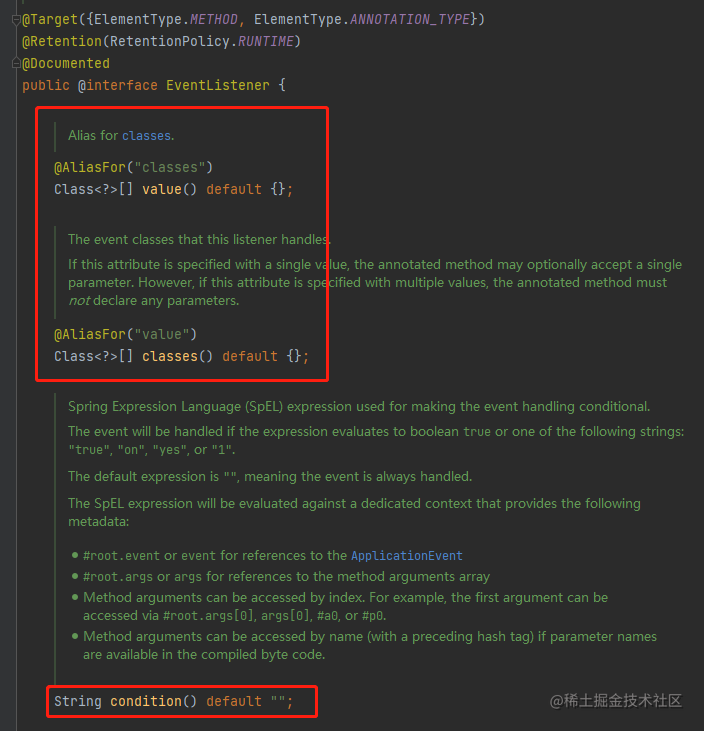 @Target({ElementType.METHOD, ElementType.ANNOTATION_TYPE})
@Retention(RetentionPolicy.RUNTIME)
@Documented
public @interface EventListener {
Alias for classes.
@AliasFor("classes")
Class<?>[] value() default {};
The event classes that this listener handles.
If this attribute is specified with a single value, the annotated method may optionally accept a single
parameter. However, if this attribute is specified with multiple values, the annotated method must
not declare any parameters.
@AliasFor("value")
Class<?>[] classes() default {};
Spring Expression Language (SpEL) expression used for making the event handling conditional.
The event will be handled if the expression evaluates to boolean true or one of the following strings:
"true", "on", "yes", or "1".
The default expression is "", meaning the event is always handled.
The SpEL expression will be evaluated against a dedicated context that provides the following
metadata:
• #root.event or event for references to the ApplicationEvent
• #root.args or args for references to the method arguments array
• Method arguments can be accessed by index. For example, the first argument can be
accessed via #root.args[0], args[0], #a0, or #p0.
• Method arguments can be accessed by name (with a preceding hash tag) if parameter names
are available in the compiled byte code.
String condition() default "";
@稀土掘金技术社区